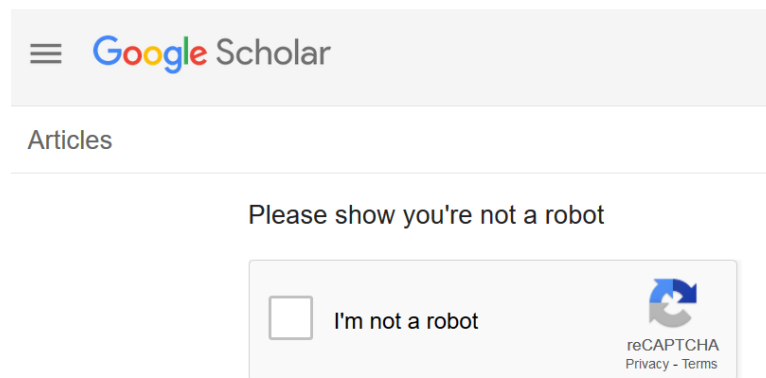 Google Scholar
Articles
Please show you're not a robot
I'm not a robot
reCAPTCHA
Privacy - Terms